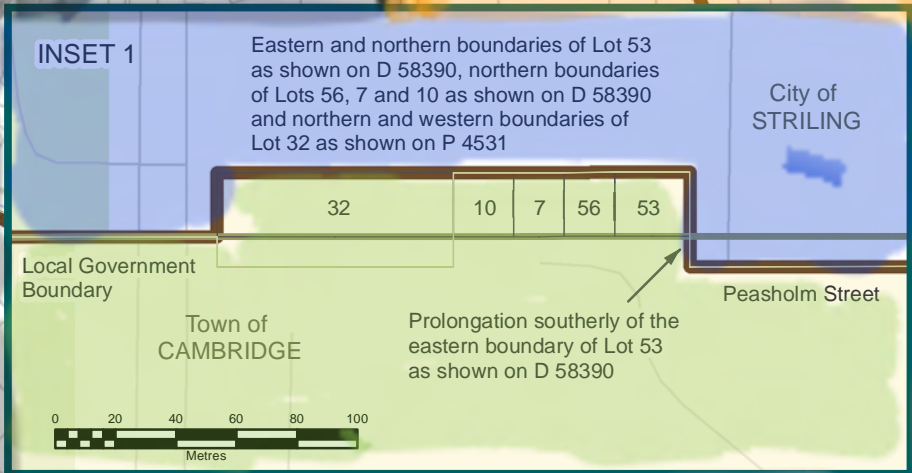 INSET 1
Eastern and northern boundaries of Lot 53
as shown on D 58390, northern boundaries
of Lots 56, 7 and 10 as shown on D 58390
and northern and western boundaries of
Lot 32 as shown on P 4531
City of
STRILING
32
10
7
56
53
Local Government
Boundary
Town of
CAMBRIDGE
Prolongation southerly of the
eastern boundary of Lot 53
as shown on D 58390
Peasholm Street
0 20 40 60 80 100
Metres